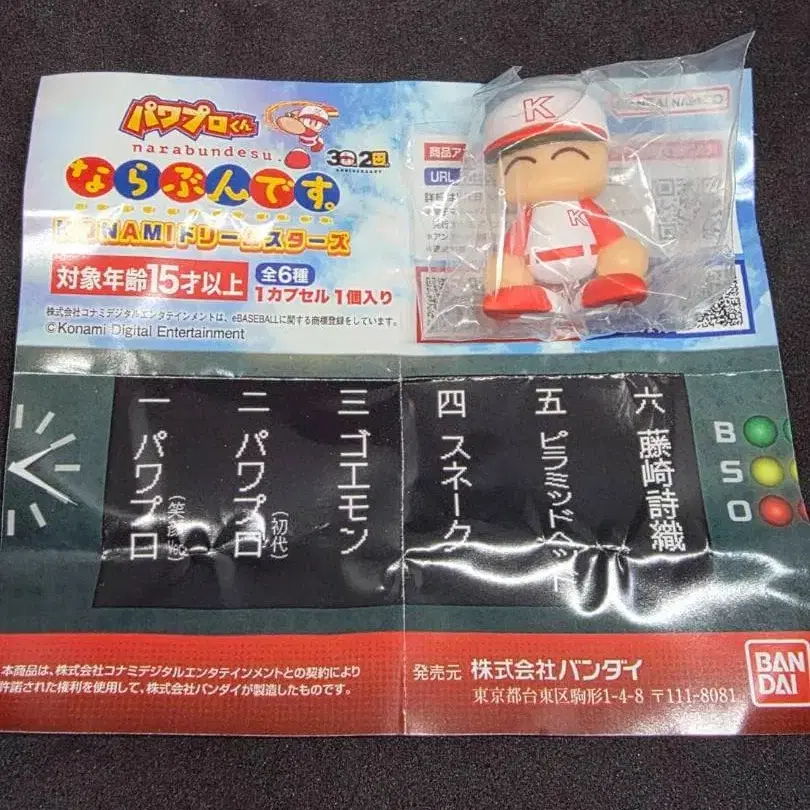 パワプロくん
narabundesu.
ならぶんです。
ANNIVERSARY
KONAMIドリームスターズ
対象年齢15才以上
全6種
1カプセル1個入り
株式会社コナミデジタルエンタテインメントは、eBASEBALLに関する商標登録をしています。
©Konami Digital Entertainment
URL
K
K
一 パワプロ(笑顔ver)
二 パワプロ(初代)
三 ゴエモン
四 スネーク
五 ピラミッドヘッド
六 藤崎詩織
B
S
O
本商品は、株式会社コナミデジタルエンタテインメントとの契約により
許諾された権利を使用して、株式会社バンダイが製造したものです。
発売元 株式会社バンダイ
東京都台東区駒形1-4-8 〒111-8081
BAN
DAI